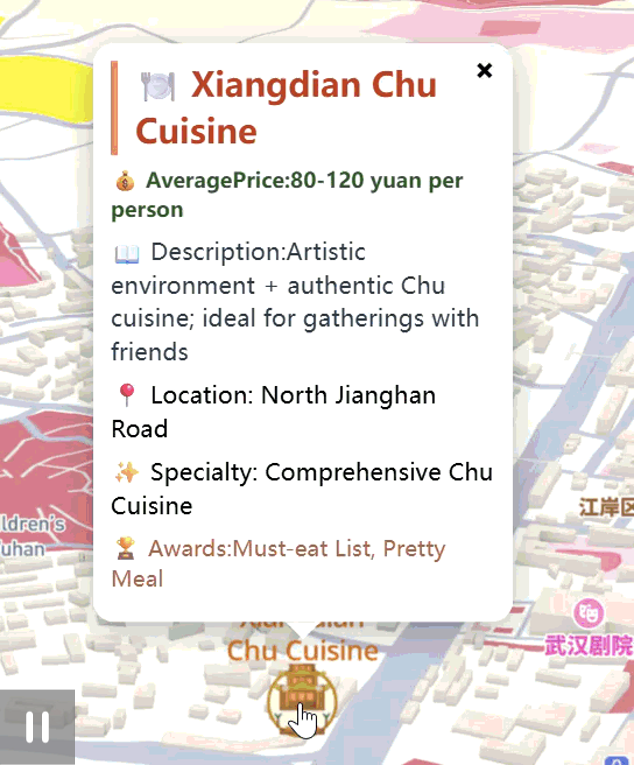 🍽️ Xiangdian Chu
Cuisine
💰 AveragePrice:80-120 yuan per
person
📖 Description:Artistic
environment + authentic Chu
cuisine; ideal for gatherings with
friends
📍 Location: North Jianghan
Road
✨ Specialty: Comprehensive Chu
Cuisine
🏆 Awards:Must-eat List, Pretty
Meal
ldren's
uhan
江岸区
武汉剧院
Chu Cuisine